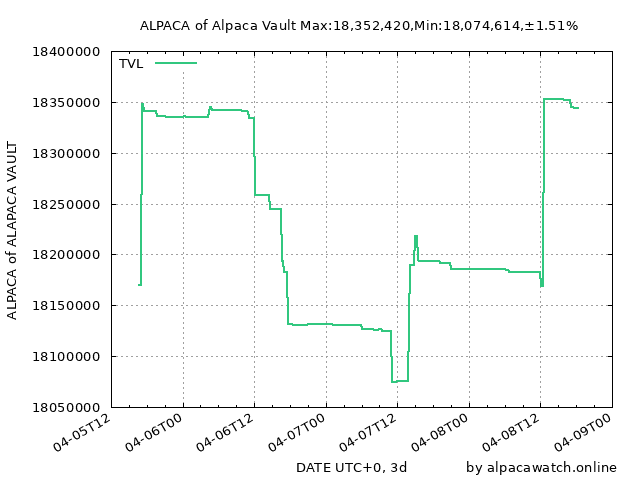 ALPACA of Alpaca Vault Max:18,352,420,Min:18,074,614,±1.51%
TVL
ALPACA of ALAPACA VAULT
18400000
18350000
18300000
18250000
18200000
18150000
18100000
18050000
04-05T12
04-06T00
04-06T12
04-07T00
04-07T12
04-08T00
04-08T12
04-09T00
DATE UTC+0, 3d
by alpacawatch.online